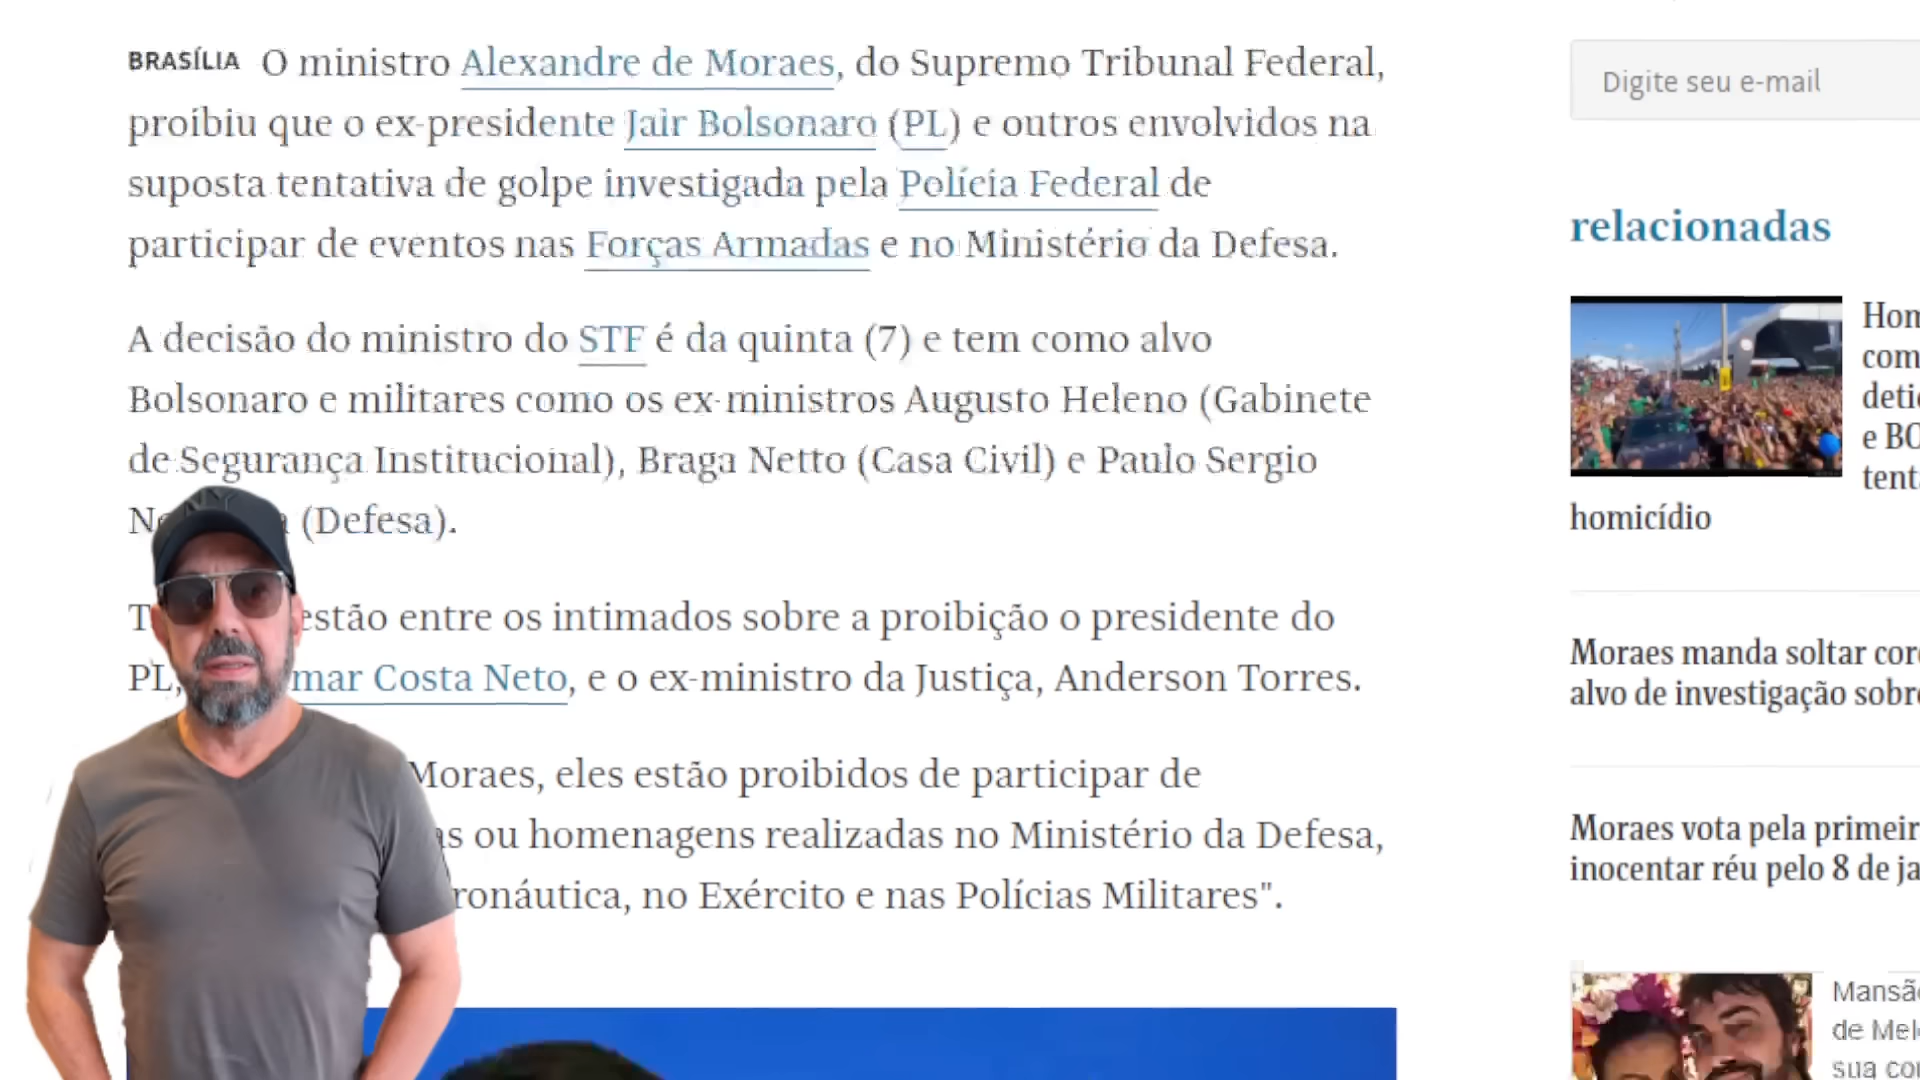 BRASÍLIA O ministro Alexandre de Moraes, do Supremo Tribunal Federal,
proibiu que o ex-presidente Jair Bolsonaro (PL) e outros envolvidos na
suposta tentativa de golpe investigada pela Polícia Federal de
participar de eventos nas Forças Armadas e no Ministério da Defesa.
A decisão do ministro do STF é da quinta (7) e tem como alvo
Bolsonaro e militares como os ex-ministros Augusto Heleno (Gabinete
de Segurança Institucional), Braga Netto (Casa Civil) e Paulo Sergio
(Defesa).
estão entre os intimados sobre a proibição o presidente do
PL, mar Costa Neto, e o ex-ministro da Justiça, Anderson Torres.
Moraes, eles estão proibidos de participar de
as ou homenagens realizadas no Ministério da Defesa,
ronáutica, no Exército e nas Polícias Militares".
Digite seu e-mail
relacionadas
Hom
com
detid
e BO
tent
homicídio
Moraes manda soltar coro
alvo de investigação sobre
Moraes vota pela primeir
inocentar réu pelo 8 de ja
Mansão
de Mel
sua co
NY